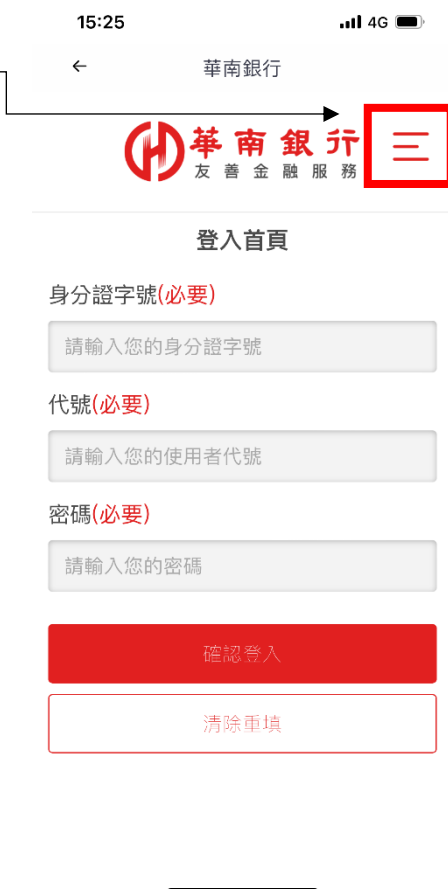 15:25 4G
華南銀行
華南銀行
友善金融服務
登入首頁
身分證字號(必要)
請輸入您的身分證字號
代號(必要)
請輸入您的使用者代號
密碼(必要)
請輸入您的密碼
確認登入
清除重填